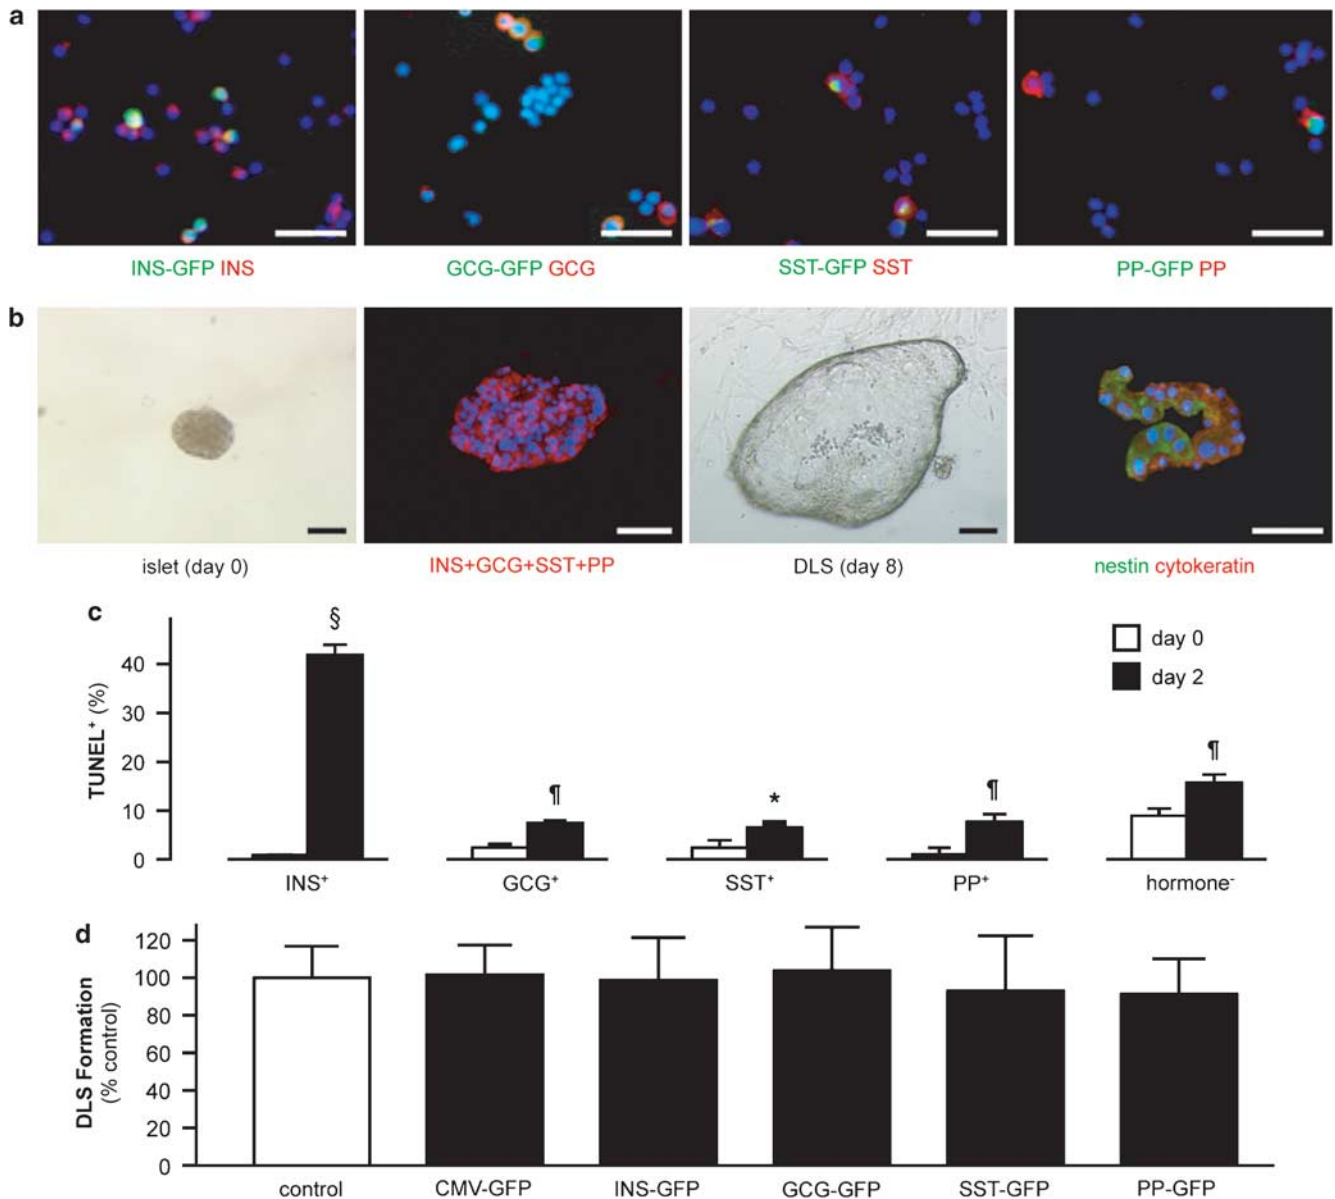 a
INS-GFP INS
GCG-GFP GCG
SST-GFP SST
PP-GFP PP
b
islet (day 0)
INS+GCG+SST+PP
DLS (day 8)
nestin cytokeratin
c
TUNEL⁺ (%)
40
30
20
10
0
§
¶
*
¶
¶
day 0
day 2
INS⁺
GCG⁺
SST⁺
PP⁺
hormone⁻
d
DLS Formation
(% control)
120
100
80
60
40
20
0
control
CMV-GFP
INS-GFP
GCG-GFP
SST-GFP
PP-GFP